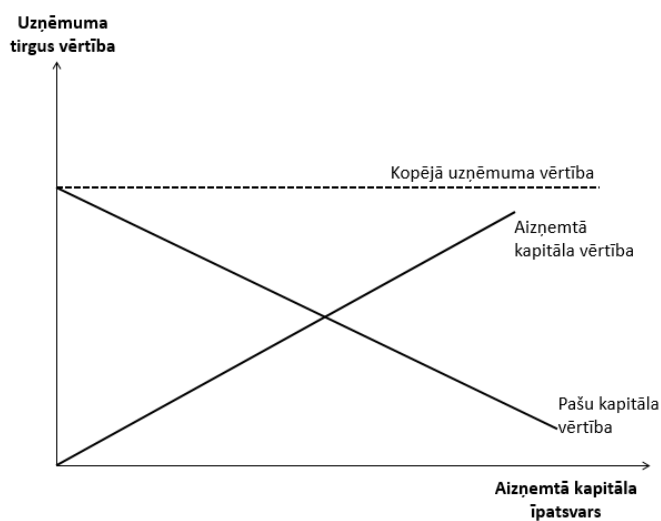 Uzņēmuma
tirgus vērtība
Kopējā uzņēmuma vērtība
Aizņemtā
kapitāla vērtība
Pašu kapitāla
vērtība
Aizņemtā kapitāla
īpatsvars